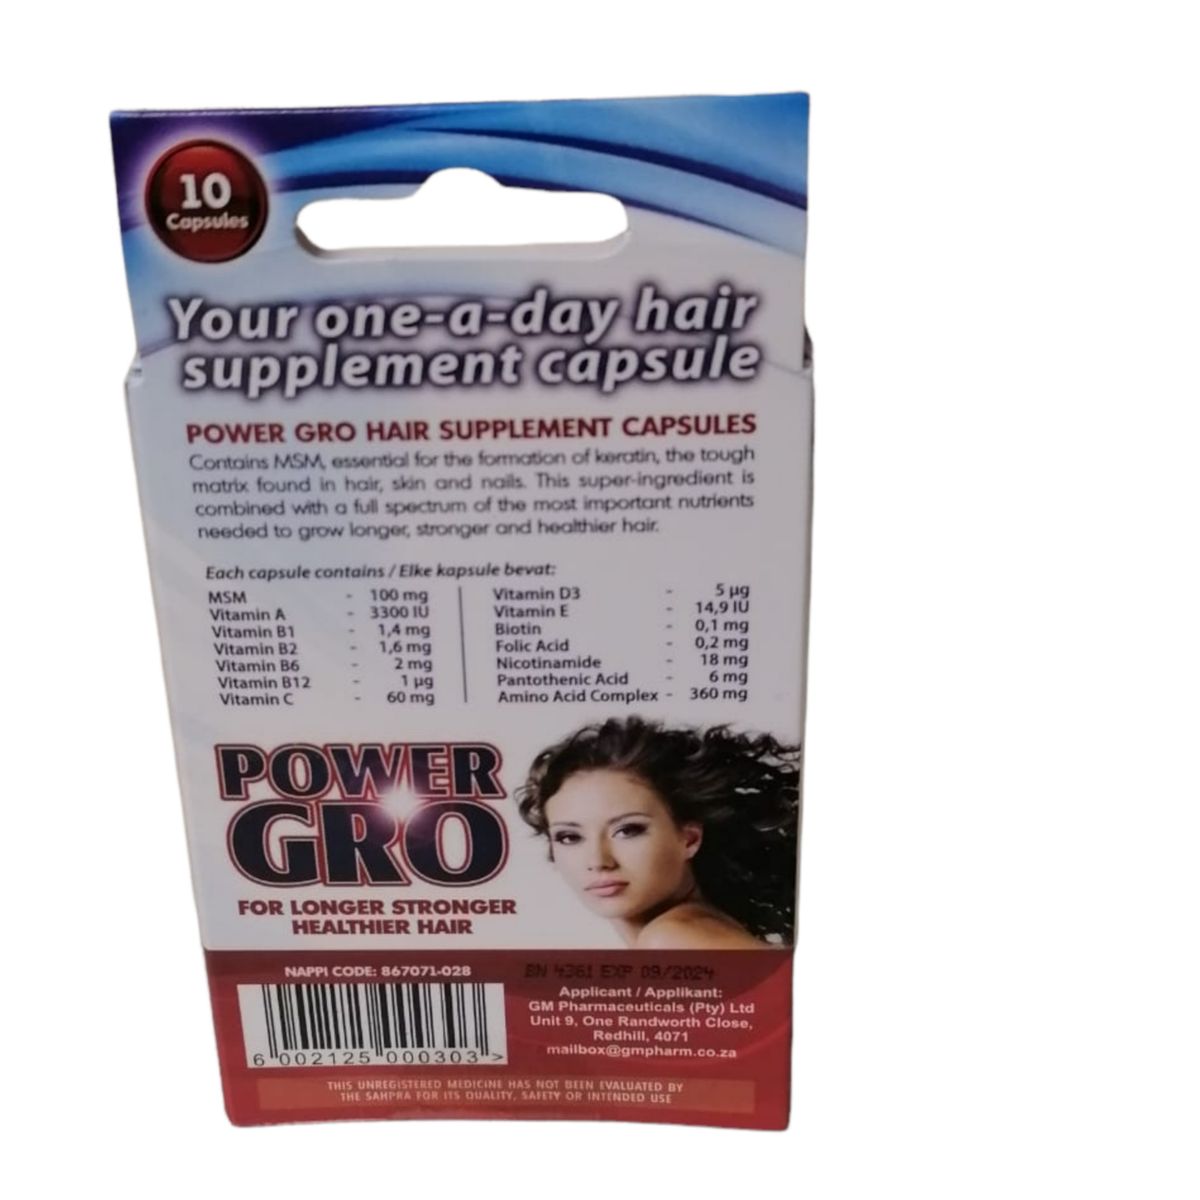 10
Capsules
Your one-a-day hair
supplement capsule
POWER GRO HAIR SUPPLEMENT CAPSULES
Contains MSM, essential for the formation of keratin, the tough
matrix found in hair, skin and nails. This super-ingredient is
combined with a full spectrum of the most important nutrients
needed to grow longer, stronger and healthier hair.
Each capsule contains / Elke kapsule bevat:
MSM - 100 mg
Vitamin A - 3300 IU
Vitamin B1 - 1,4 mg
Vitamin B2 - 1,6 mg
Vitamin B6 - 2 mg
Vitamin B12 - 1 µg
Vitamin C - 60 mg
Vitamin D3 - 5 µg
Vitamin E - 14,9 IU
Biotin - 0,1 mg
Folic Acid - 0,2 mg
Nicotinamide - 18 mg
Pantothenic Acid - 6 mg
Amino Acid Complex - 360 mg
POWER
GRO
FOR LONGER STRONGER
HEALTHIER HAIR
NAPPI CODE: 867071-028
6 002125 000303 >
BN 4361 EXP 09/2024
Applicant / Applikant:
GM Pharmaceuticals (Pty) Ltd
Unit 9, One Randworth Close,
Redhill, 4071
mailbox@gmpharm.co.za
THIS UNREGISTERED MEDICINE HAS NOT BEEN EVALUATED BY
THE SAHPRA FOR ITS QUALITY, SAFETY OR INTENDED USE